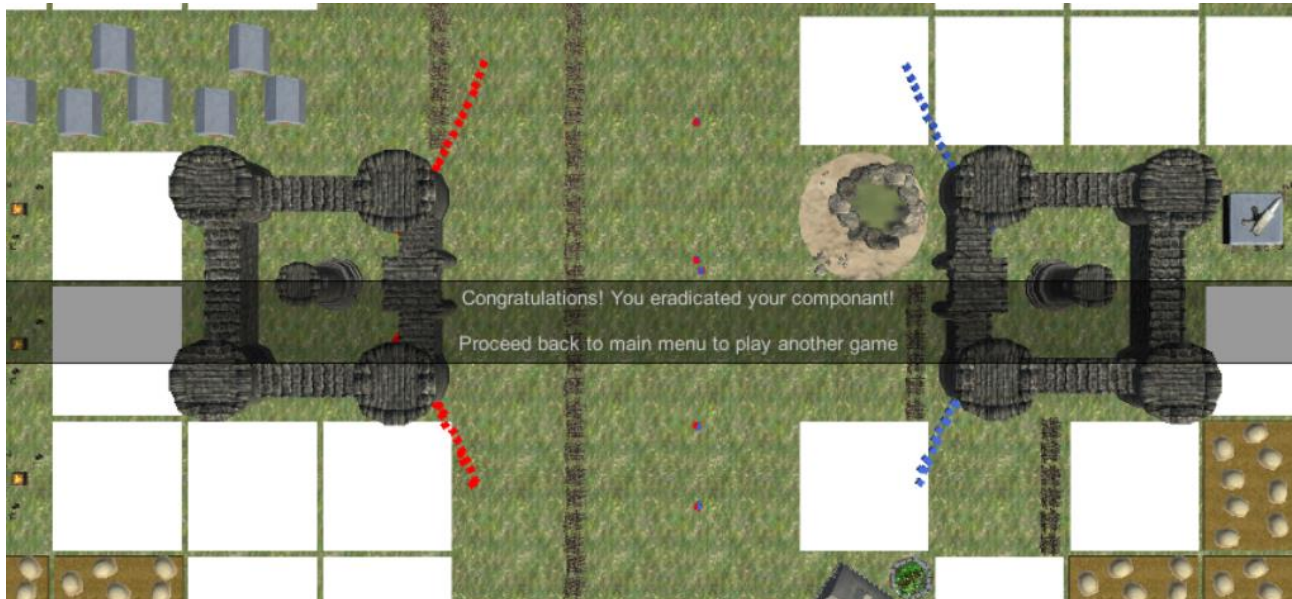 Congratulations! You eradicated your componant!
Proceed back to main menu to play another game